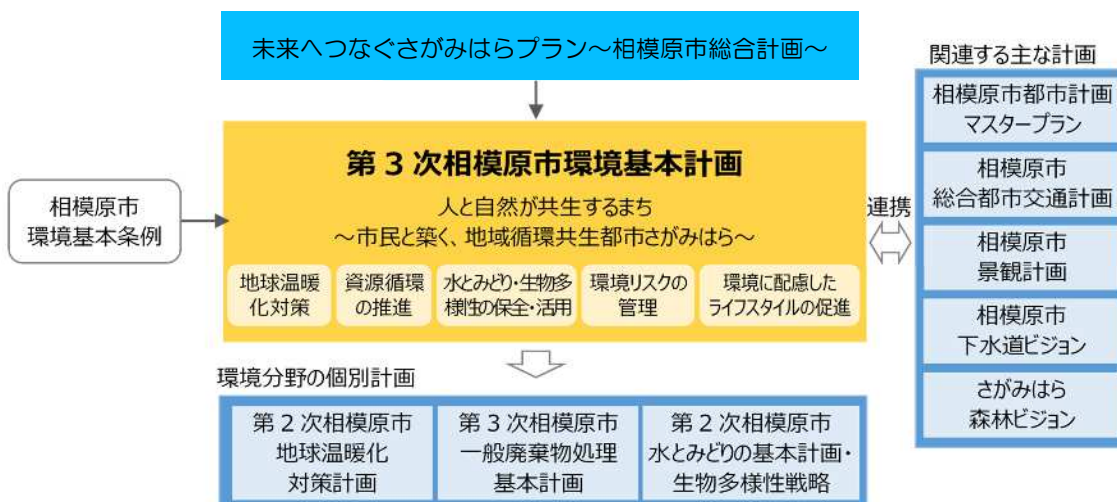 未来へつなぐさがみはらプラン～相模原市総合計画～
関連する主な計画
相模原市都市計画
マスタープラン
相模原市
総合都市交通計画
相模原市
景観計画
相模原市
下水道ビジョン
さがみはら
森林ビジョン
連携
相模原市
環境基本条例
第3次相模原市環境基本計画
人と自然が共生するまち
～市民と築く、地域循環共生都市さがみはら～
地球温暖
化対策
資源循環
の推進
水とみどり・生物多
様性の保全・活用
環境リスクの
管理
環境に配慮した
ライフスタイルの促進
環境分野の個別計画
第2次相模原市
地球温暖化
対策計画
第3次相模原市
一般廃棄物処理
基本計画
第2次相模原市
水とみどりの基本計画・
生物多様性戦略